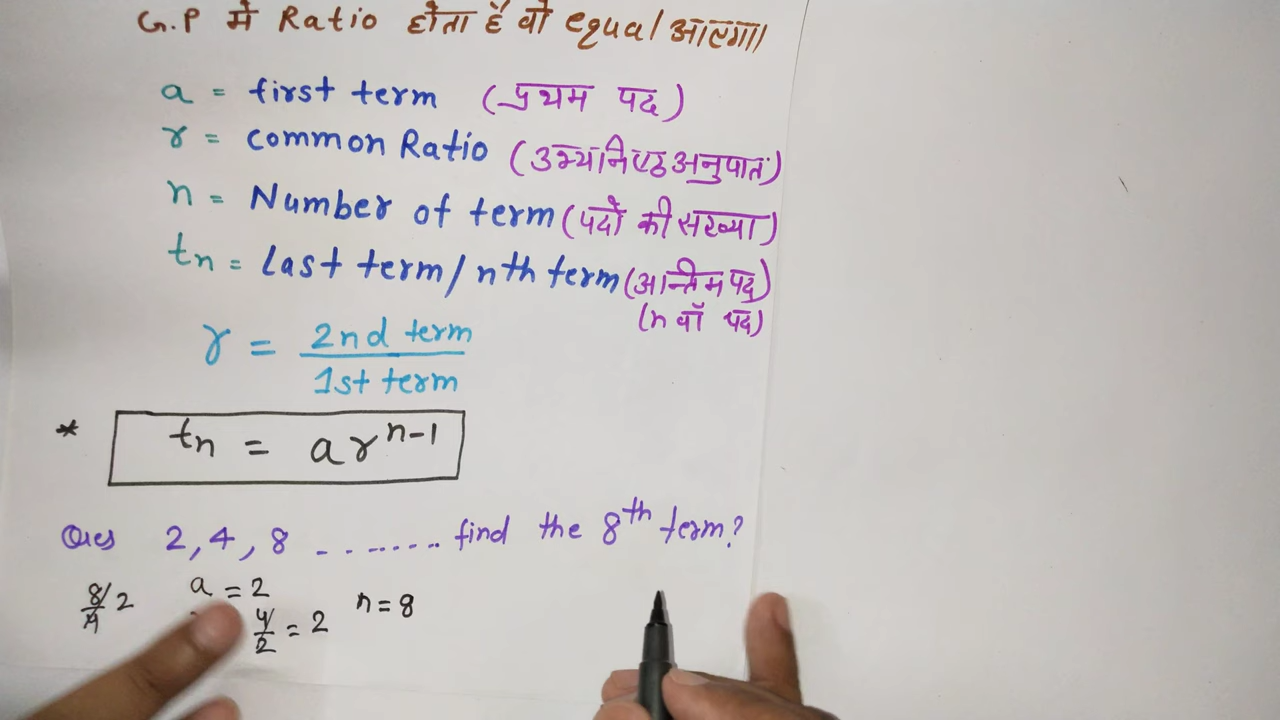 G.P में Ratio होता है वो equal आएगा।
a = first term (प्रथम पद)
r = common Ratio (उभयनिष्ठ अनुपात)
n = Number of term (पदों की सख्या)
tn = Last term/nth term (अन्तिम पद)
(n वाँ पद)
r = 2nd term
1st term
* tn = ar^n-1
Ques 2, 4, 8 ........ find the 8th term?
8/4 2 a = 2
4/2 = 2 n = 8